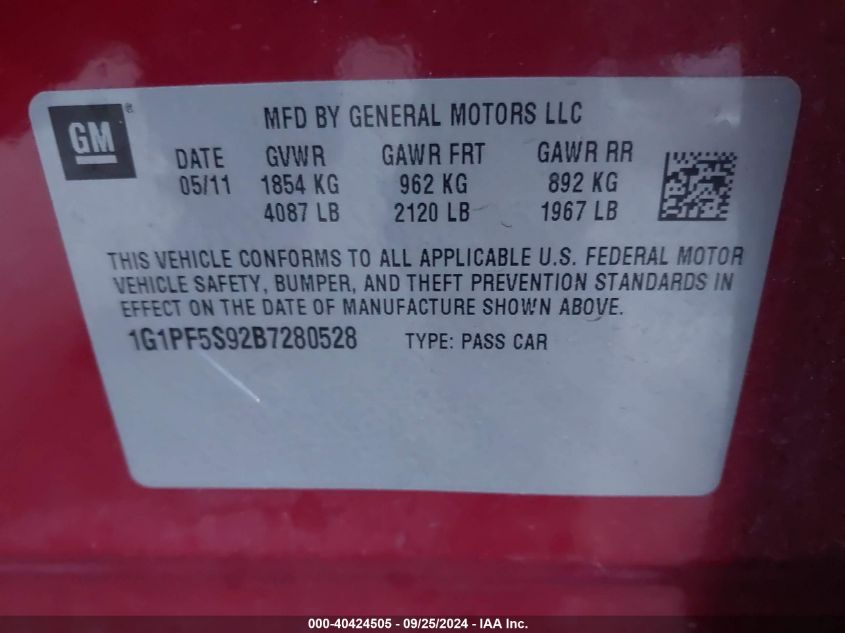 GM ®
MFD BY GENERAL MOTORS LLC
DATE GVWR GAWR FRT GAWR RR
05/11 1854 KG 962 KG 892 KG
4087 LB 2120 LB 1967 LB
THIS VEHICLE CONFORMS TO ALL APPLICABLE U.S. FEDERAL MOTOR
VEHICLE SAFETY, BUMPER, AND THEFT PREVENTION STANDARDS IN
EFFECT ON THE DATE OF MANUFACTURE SHOWN ABOVE.
1G1PF5S92B7280528 TYPE: PASS CAR
000-40424505 - 09/25/2024 - IAA Inc.